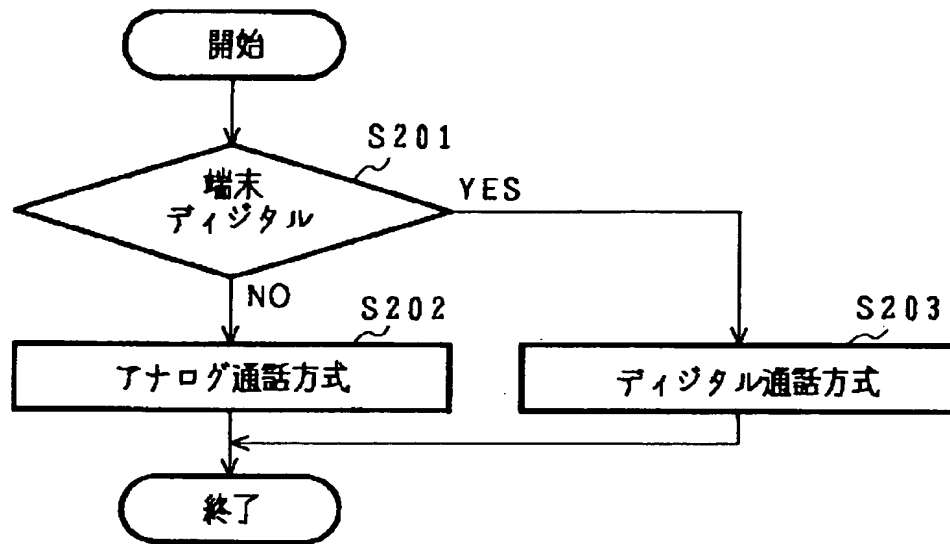 開始
S201
端末
ディジタル
YES
NO
S202
S203
アナログ通話方式
ディジタル通話方式
終了